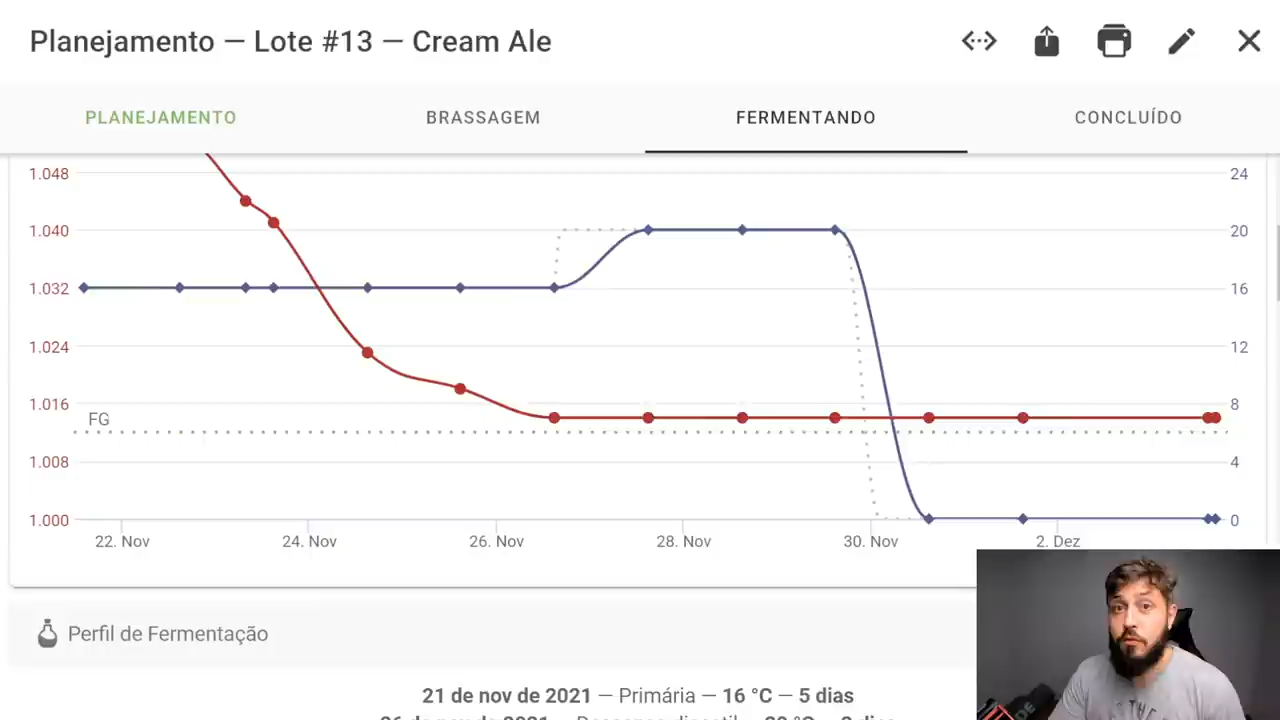 Planejamento — Lote #13 — Cream Ale
PLANEJAMENTO
BRASSAGEM
FERMENTANDO
CONCLUÍDO
1.048
24
1.040
20
1.032
16
1.024
12
1.016
8
FG
1.008
4
1.000
0
22. Nov
24. Nov
26. Nov
28. Nov
30. Nov
2. Dez
Perfil de Fermentação
21 de nov de 2021 — Primária — 16 °C — 5 dias